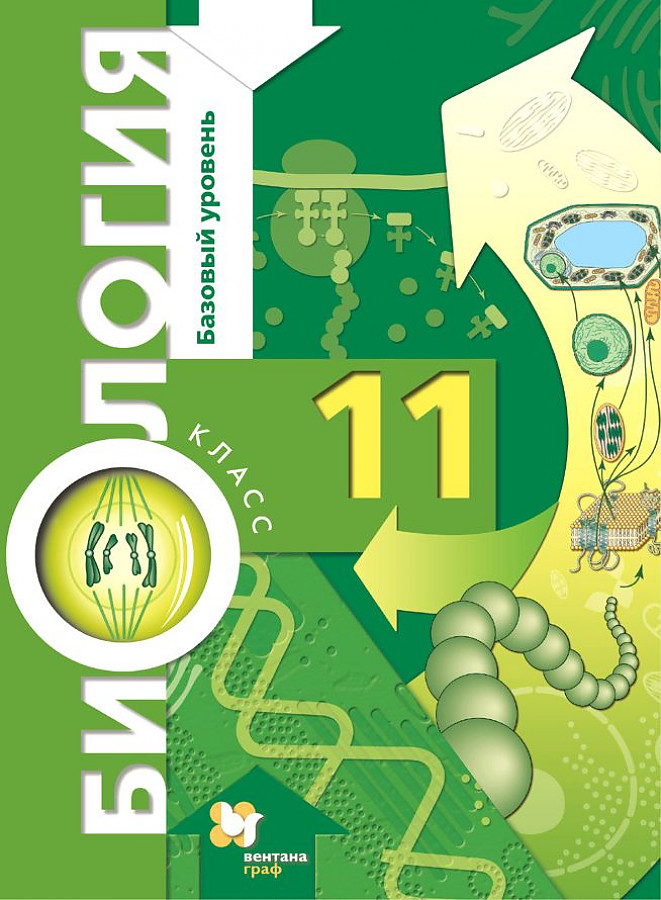 БИОЛОГИЯ
Базовый уровень
11
КЛАСС
вентана
граф